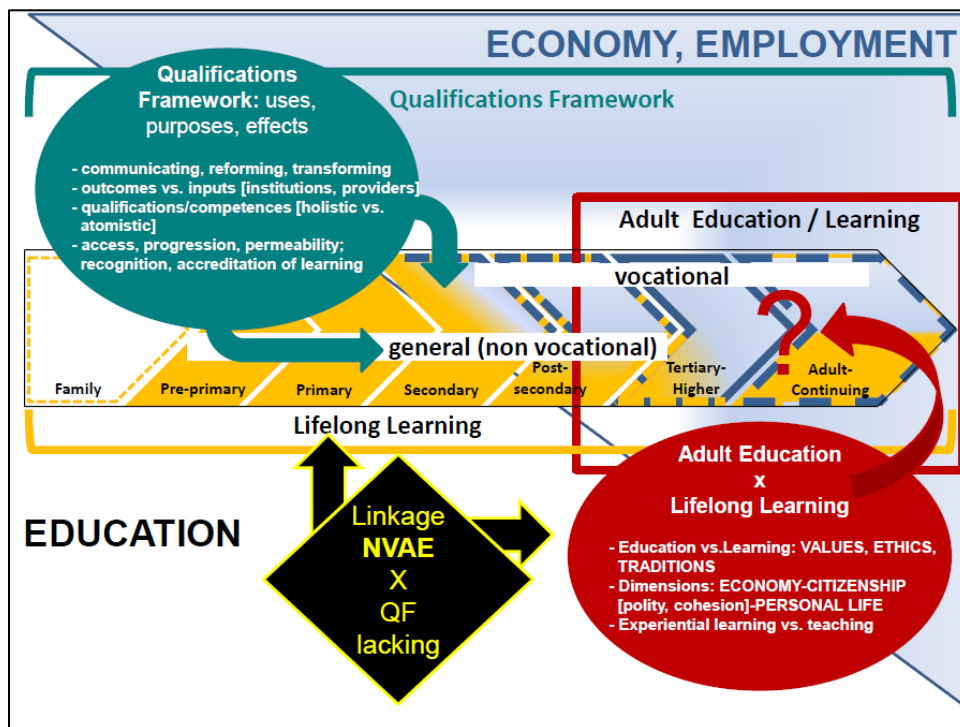 ECONOMY, EMPLOYMENT
Qualifications
Framework: uses,
purposes, effects
- communicating, reforming, transforming
- outcomes vs. inputs [institutions, providers]
- qualifications/competences [holistic vs.
atomistic]
- access, progression, permeability;
recognition, accreditation of learning
Qualifications Framework
Adult Education / Learning
vocational
?
general (non vocational)
Family
Pre-primary
Primary
Secondary
Post-
secondary
Tertiary-
Higher
Adult-
Continuing
Lifelong Learning
EDUCATION
Linkage
NVAE
X
QF
lacking
Adult Education
x
Lifelong Learning
- Education vs.Learning: VALUES, ETHICS,
TRADITIONS
- Dimensions: ECONOMY-CITIZENSHIP
[polity, cohesion]-PERSONAL LIFE
- Experiential learning vs. teaching